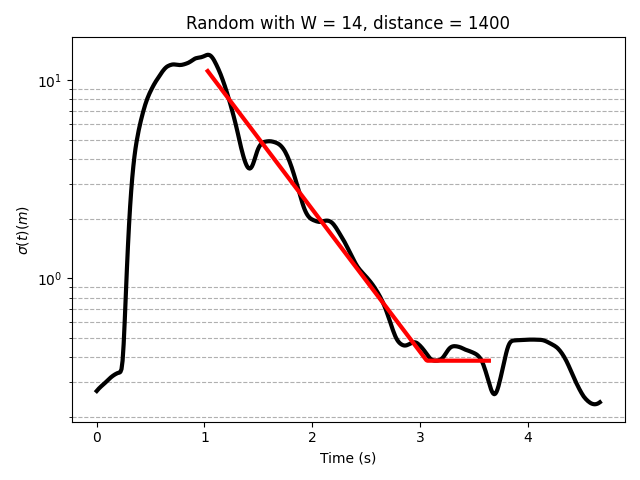 Random with W = 14, distance = 1400
10¹
10⁰
σ(t)(m)
0 1 2 3 4
Time (s)